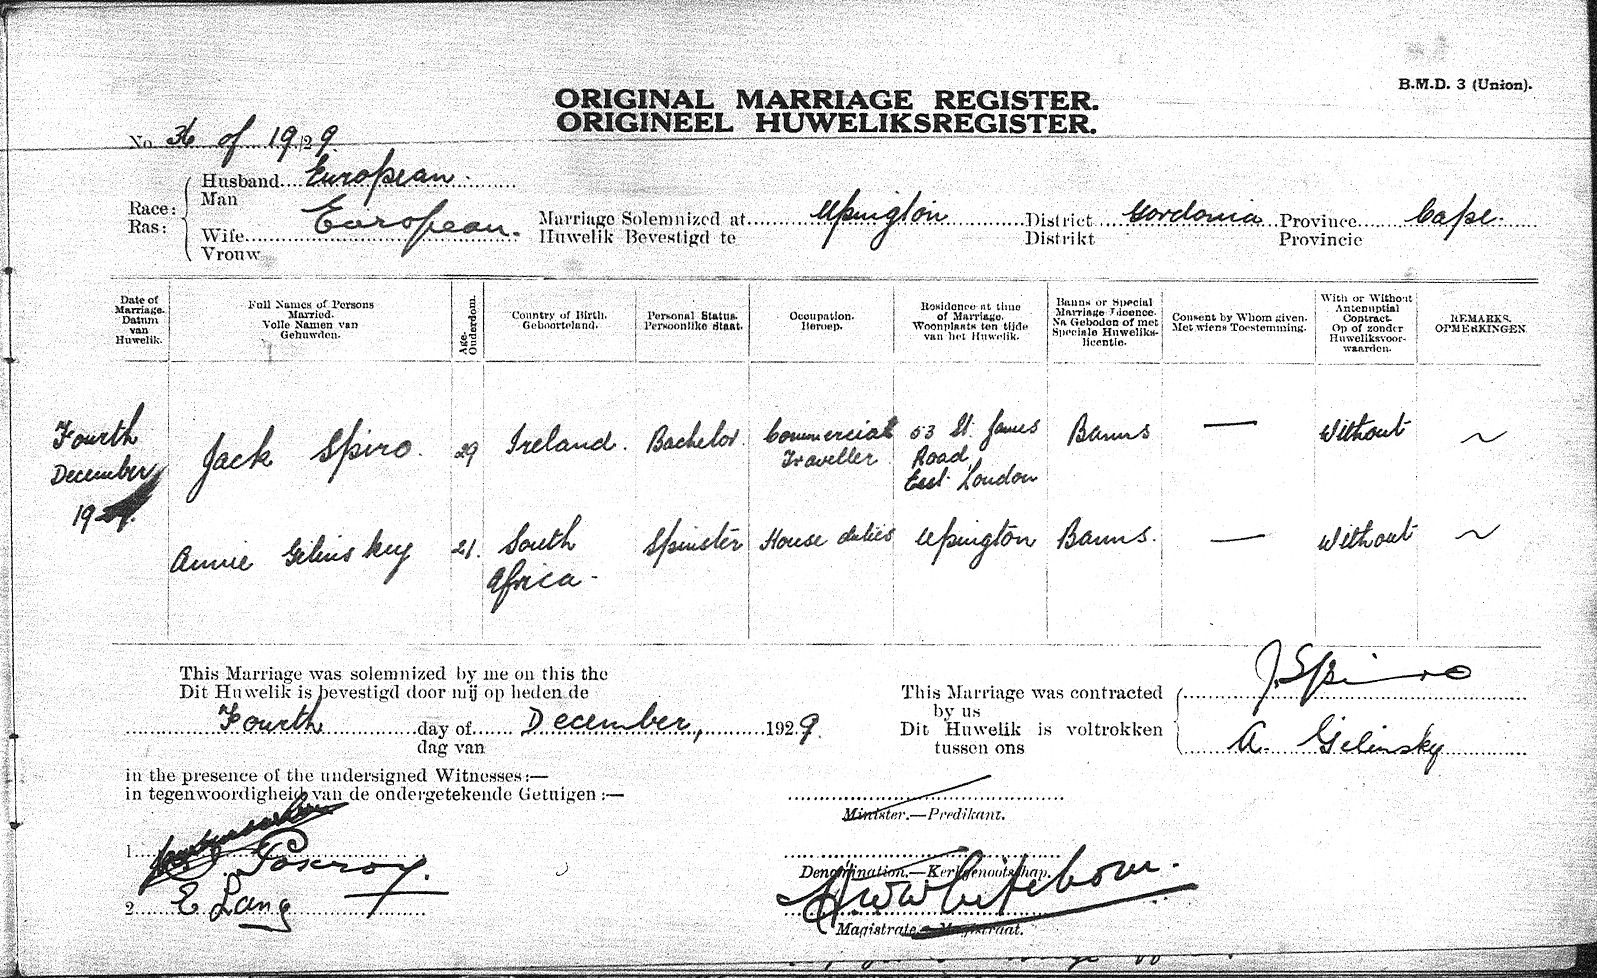 B.M.D. 3 (Union).
ORIGINAL MARRIAGE REGISTER.
ORIGINEEL HUWELIKSREGISTER.
No. 36 of 1929.
Race: Ras:
Husband European.
Man
Wife European.
Vrouw
Marriage Solemnized at Upington District Gordonia Province Cape.
Huwelik Bevestigd te Distrikt Provincie
Date of Marriage. Datum van Huwelik.
Full Names of Persons Married. Volle Namen van Gehuwden.
Age. Ouderdom.
Country of Birth. Geboorteland.
Personal Status. Persoonlike Staat.
Occupation. Beroep.
Residence at time of Marriage. Woonplaats ten tijde van het Huwelik.
Banns or Special Marriage Licence. Na Geboden of met Speciale Huweliks-licentie.
Consent by Whom given. Met wiens Toestemming.
With or Without Antenuptial Contract. Op of zonder Huweliksvoor-waarden.
REMARKS. OPMERKINGEN
Fourth December 1929.
Jack Spiro. 29 Ireland. Bachelor. Commercial Traveller 53 St. James Road, East London Banns — Without ~
Annie Gilinskey 21. South Africa - Spinster House duties Upington Banns. — Without ~
This Marriage was solemnized by me on this the
Dit Huwelik is bevestigd door mij op heden de
Fourth day of December, 1929.
dag van
in the presence of the undersigned Witnesses:—
in tegenwoordigheid van de ondergetekende Getuigen:—
1.
2. E Lang
This Marriage was contracted by us
Dit Huwelik is voltrokken tussen ons
J. Spiro
A. Gelinsky
Minister.—Predikant.
Denomination.—Kerkgenootschap.
Magistrate.—Magistraat.